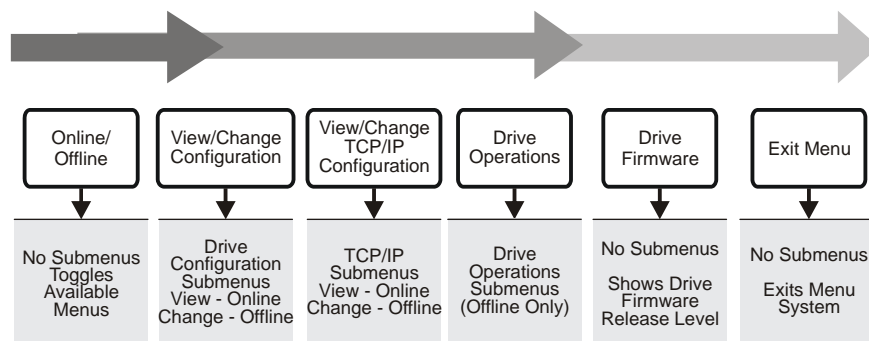 Online/
Offline
View/Change
Configuration
View/Change
TCP/IP
Configuration
Drive
Operations
Drive
Firmware
Exit Menu
No Submenus
Toggles
Available
Menus
Drive
Configuration
Submenus
View - Online
Change - Offline
TCP/IP
Submenus
View - Online
Change - Offline
Drive
Operations
Submenus
(Offline Only)
No Submenus
Shows Drive
Firmware
Release Level
No Submenus
Exits Menu
System